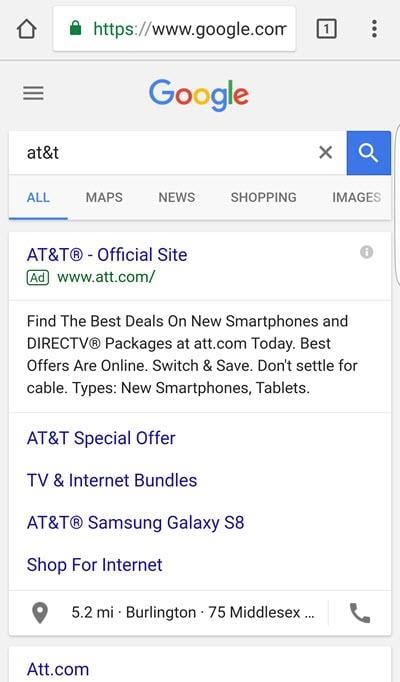 https://www.google.com
1
Google
at&t
ALL MAPS NEWS SHOPPING IMAGES
AT&T® - Official Site
Ad www.att.com/
Find The Best Deals On New Smartphones and
DIRECTV® Packages at att.com Today. Best
Offers Are Online. Switch & Save. Don't settle for
cable. Types: New Smartphones, Tablets.
AT&T Special Offer
TV & Internet Bundles
AT&T® Samsung Galaxy S8
Shop For Internet
5.2 mi · Burlington · 75 Middlesex ...
Att.com